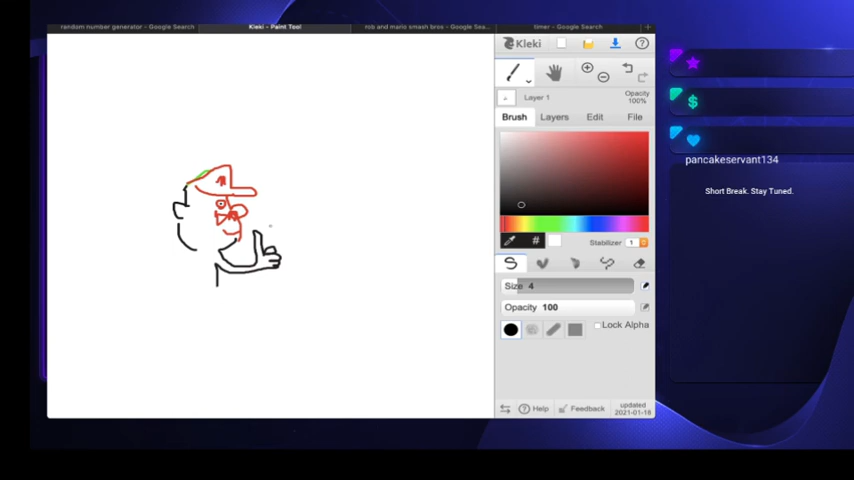 random number generator - Google Search
Kleki - Paint Tool
rob and mario smash bros - Google Sea...
timer - Google Search
Kleki
Layer 1
Opacity
100%
Brush
Layers
Edit
File
#
Stabilizer
1
Size 4
Opacity 100
Lock Alpha
Help
Feedback
updated
2021-01-18
$
pancakeservant134
Short Break. Stay Tuned.